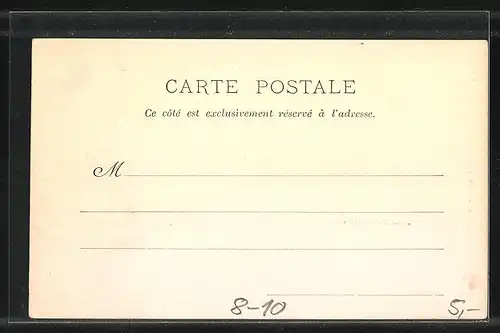 CARTE POSTALE
Ce côté est exclusivement réservé à l'adresse.
M
8-10 5,-